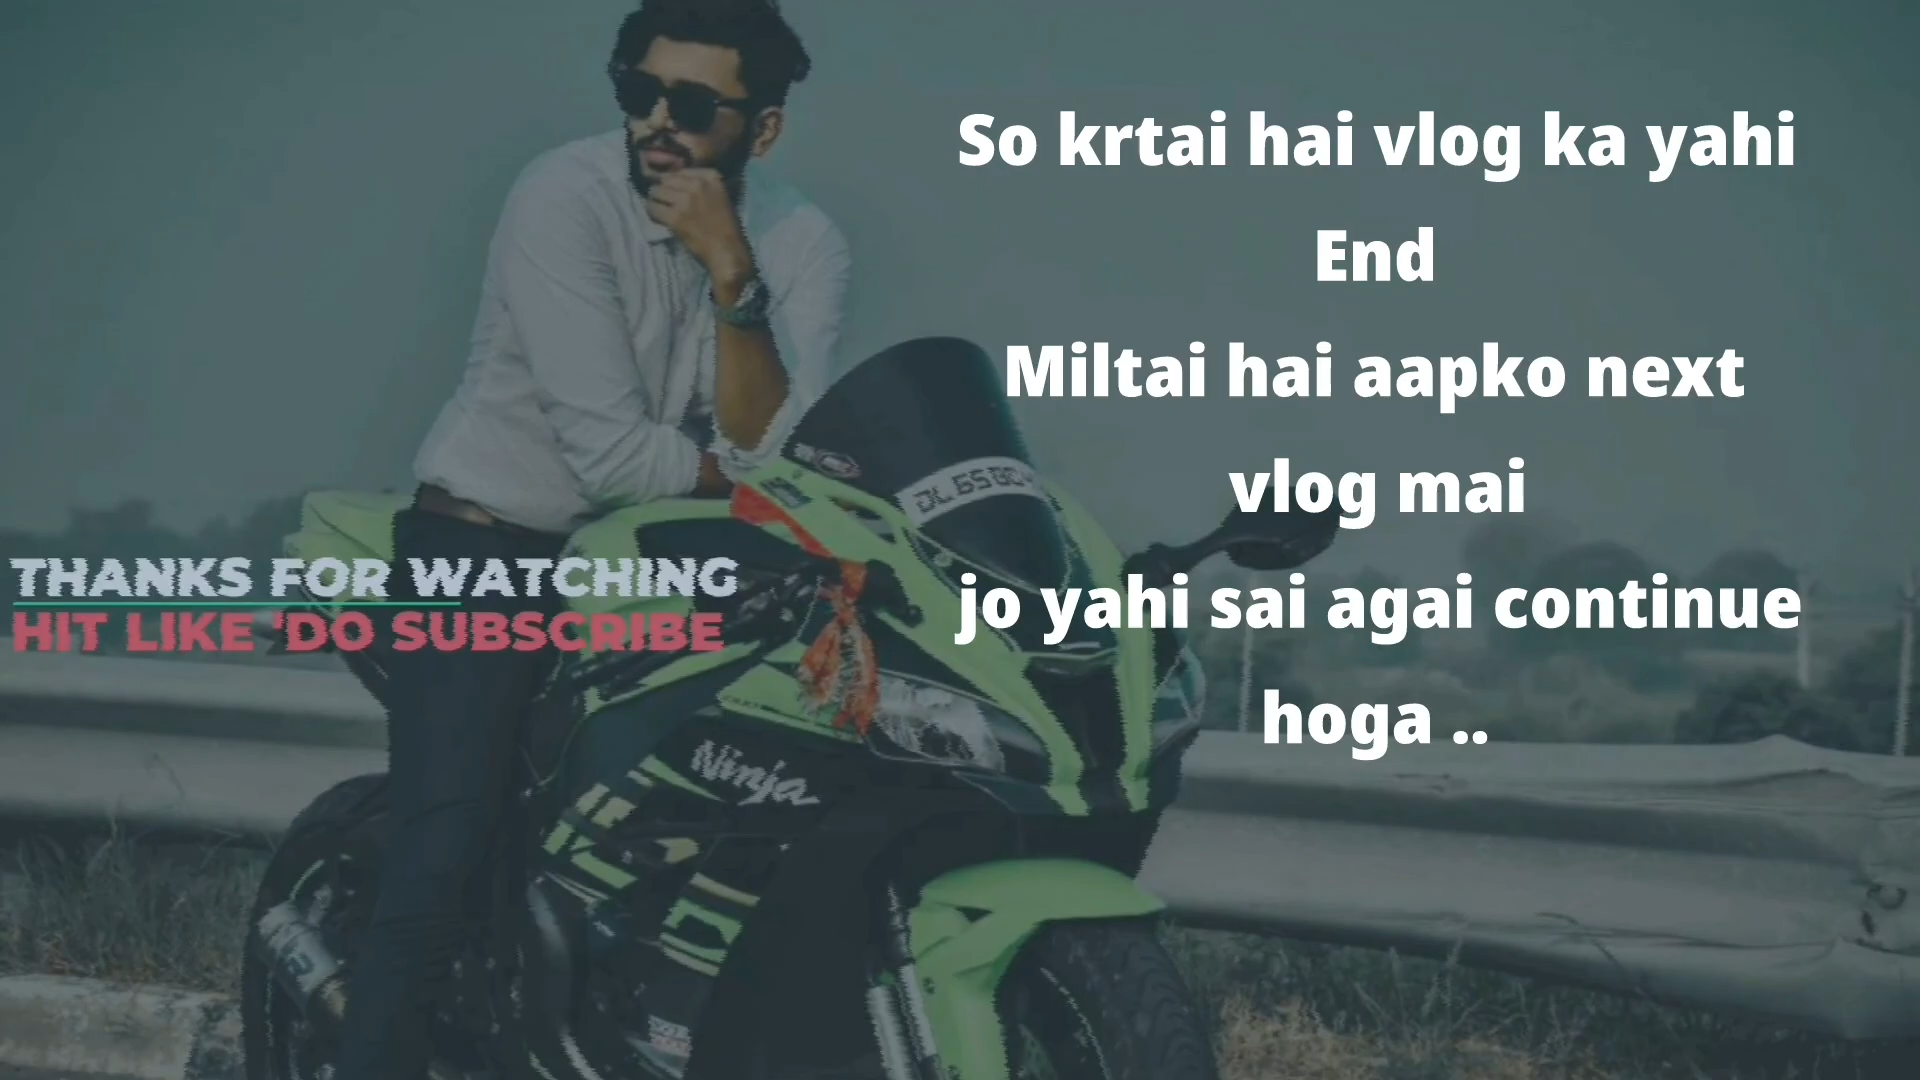 So krtai hai vlog ka yahi
End
Miltai hai aapko next
vlog mai
jo yahi sai agai continue
hoga ..
THANKS FOR WATCHING
HIT LIKE 'DO SUBSCRIBE
Ninja